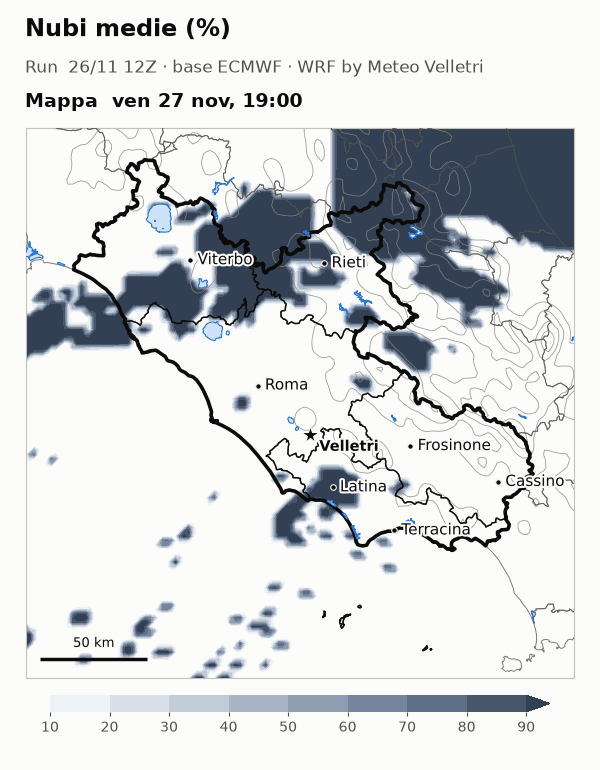 Nubi medie (%)
Run  26/11 12Z · base ECMWF · WRF by Meteo Velletri
Mappa  ven 27 nov, 19:00
Viterbo
Rieti
Roma
Velletri
Frosinone
Latina
Cassino
Terracina
50 km
10 20 30 40 50 60 70 80 90